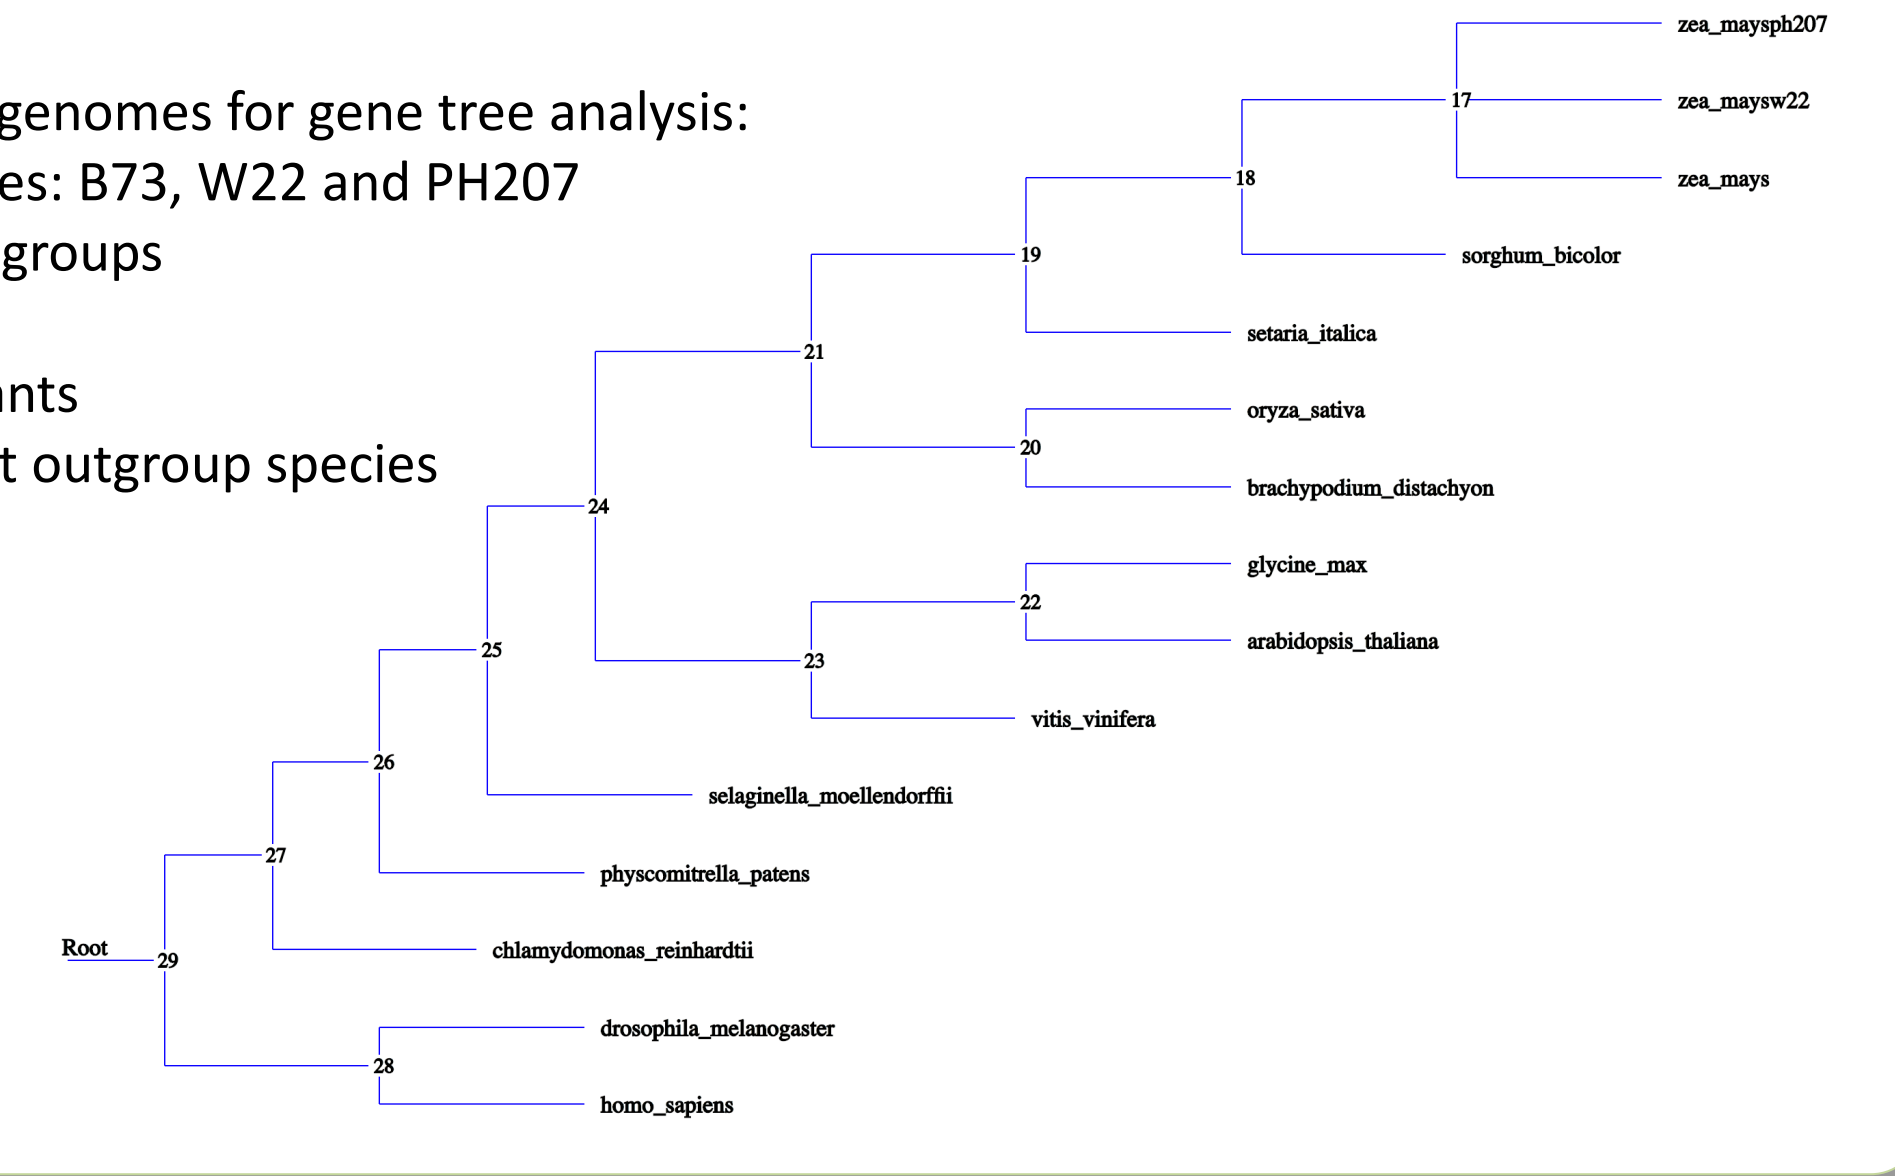 genomes for gene tree analysis:
es: B73, W22 and PH207
groups
ants
t outgroup species
zea_maysph207
17
zea_maysw22
18
zea_mays
19
sorghum_bicolor
21
setaria_italica
oryza_sativa
20
brachypodium_distachyon
24
glycine_max
22
arabidopsis_thaliana
25
23
vitis_vinifera
26
selaginella_moellendorffii
27
physcomitrella_patens
Root
29
chlamydomonas_reinhardtii
drosophila_melanogaster
28
homo_sapiens